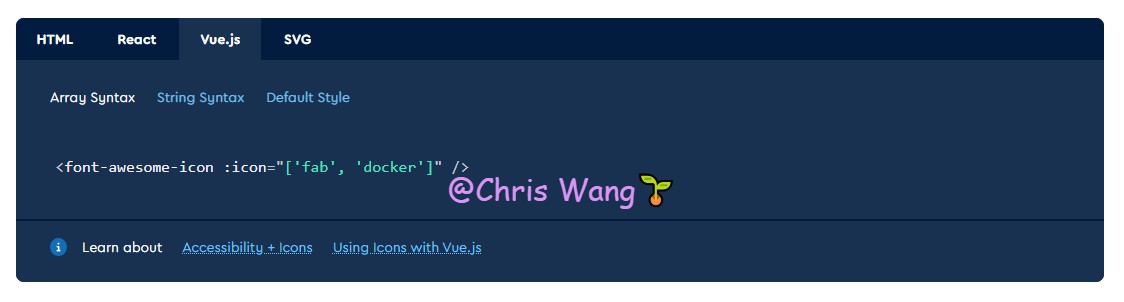 HTML React Vue.js SVG
Array Syntax String Syntax Default Style
<font-awesome-icon :icon="['fab', 'docker']" />
@Chris Wang
i Learn about Accessibility + Icons Using Icons with Vue.js